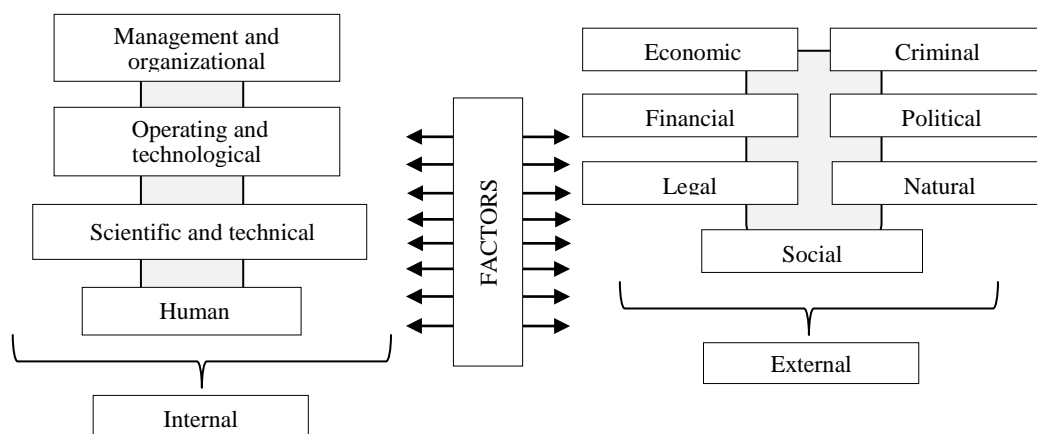 Management and
organizational
Operating and
technological
Scientific and technical
Human
Internal
FACTORS
Economic
Criminal
Financial
Political
Legal
Natural
Social
External